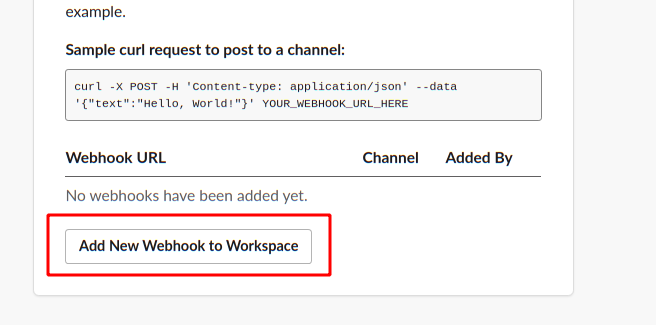 example.
Sample curl request to post to a channel:
curl -X POST -H 'Content-type: application/json' --data
'{"text":"Hello, World!"}' YOUR_WEBHOOK_URL_HERE
Webhook URL Channel Added By
No webhooks have been added yet.
Add New Webhook to Workspace